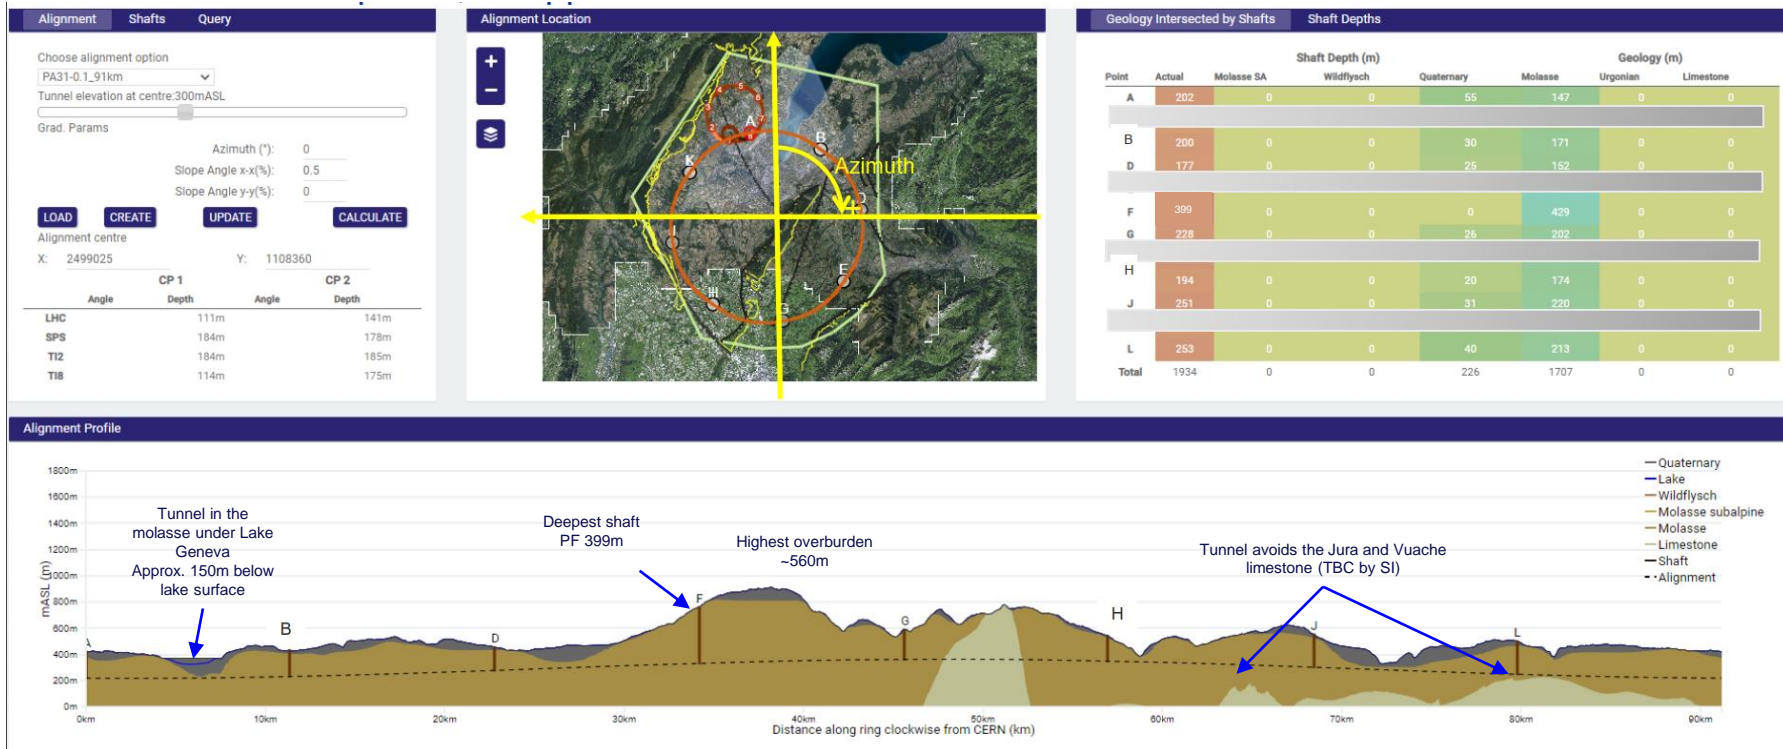 Alignment Shafts Query
Choose alignment option
PA31-0.1_91km
Tunnel elevation at centre:300mASL
Grad. Params
Azimuth (°): 0
Slope Angle x-x(%): 0.5
Slope Angle y-y(%): 0
LOAD CREATE UPDATE CALCULATE
Alignment centre
X: 2499025 Y: 1108360
CP 1 CP 2
Angle Depth Angle Depth
LHC 111m 141m
SPS 184m 178m
TI2 184m 185m
TI8 114m 175m
Alignment Location
+
−
Azimuth
A
B
D
E
G
H
K
1
2
3
4
5
6
7
8
Geology Intersected by Shafts Shaft Depths
Shaft Depth (m) Geology (m)
Point Actual Molasse SA Wildflysch Quaternary Molasse Urgonian Limestone
A 202 0 0 55 147 0 0
B 200 0 0 30 171 0 0
D 177 0 0 25 152 0 0
F 399 0 0 0 429 0 0
G 228 0 0 26 202 0 0
H 194 0 0 20 174 0 0
J 251 0 0 31 220 0 0
L 253 0 0 40 213 0 0
Total 1934 0 0 226 1707 0 0
Alignment Profile
mASL (m)
1800m
1600m
1400m
1200m
1000m
800m
600m
400m
200m
0m
Tunnel in the
molasse under Lake
Geneva
Approx. 150m below
lake surface
Deepest shaft
PF 399m
Highest overburden
~560m
Tunnel avoids the Jura and Vuache
limestone (TBC by SI)
A
B
D
F
G
H
J
L
Quaternary
Lake
Wildflysch
Molasse subalpine
Molasse
Limestone
Shaft
Alignment
0km 10km 20km 30km 40km 50km 60km 70km 80km 90km
Distance along ring clockwise from CERN (km)